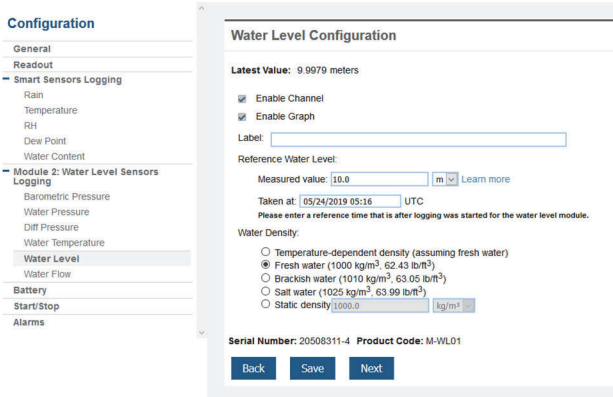 Configuration
General
Readout
Smart Sensors Logging
Rain
Temperature
RH
Dew Point
Water Content
Module 2: Water Level Sensors
Logging
Barometric Pressure
Water Pressure
Diff Pressure
Water Temperature
Water Level
Water Flow
Battery
Start/Stop
Alarms
Water Level Configuration
Latest Value: 9.9979 meters
Enable Channel
Enable Graph
Label:
Reference Water Level:
Measured value: 10.0 m Learn more
Taken at: 05/24/2019 05:16 UTC
Please enter a reference time that is after logging was started for the water level module.
Water Density:
Temperature-dependent density (assuming fresh water)
Fresh water (1000 kg/m³, 62.43 lb/ft³)
Brackish water (1010 kg/m³, 63.05 lb/ft³)
Salt water (1025 kg/m³, 63.99 lb/ft³)
Static density 1000.0 kg/m³
Serial Number: 20508311-4 Product Code: M-WL01
Back Save Next